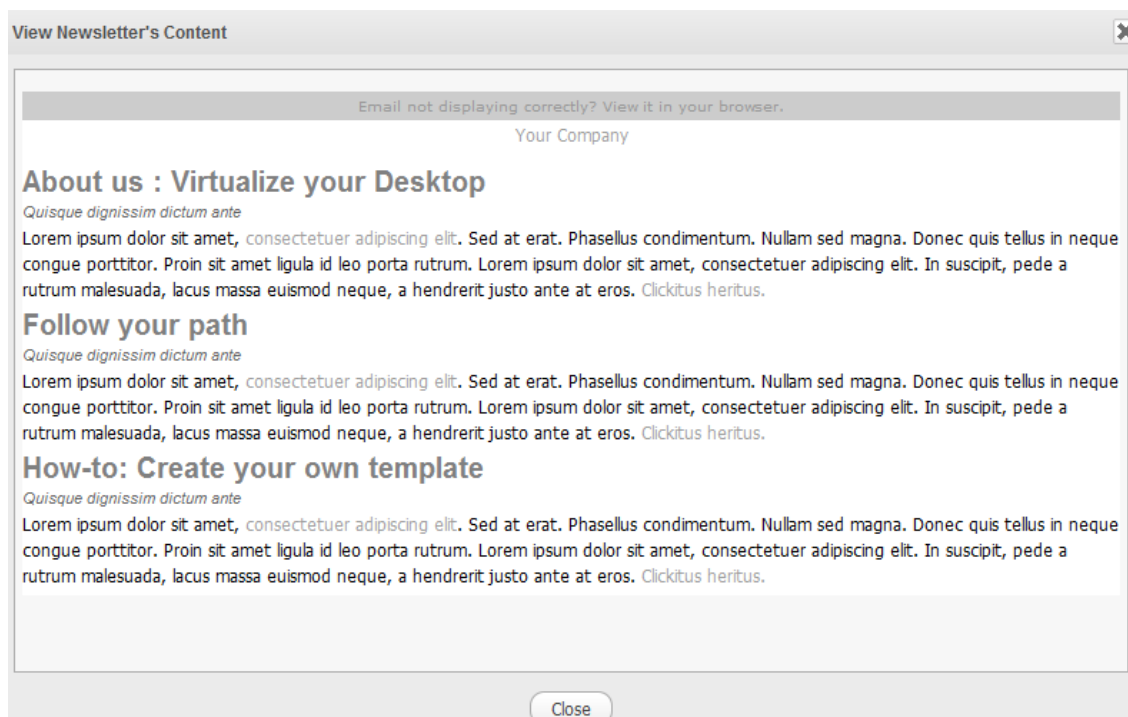 View Newsletter's Content
Email not displaying correctly? View it in your browser.
Your Company
About us : Virtualize your Desktop
Quisque dignissim dictum ante
Lorem ipsum dolor sit amet, consectetuer adipiscing elit. Sed at erat. Phasellus condimentum. Nullam sed magna. Donec quis tellus in neque
congue porttitor. Proin sit amet ligula id leo porta rutrum. Lorem ipsum dolor sit amet, consectetuer adipiscing elit. In suscipit, pede a
rutrum malesuada, lacus massa euismod neque, a hendrerit justo ante at eros. Clickitus heritus.
Follow your path
Quisque dignissim dictum ante
Lorem ipsum dolor sit amet, consectetuer adipiscing elit. Sed at erat. Phasellus condimentum. Nullam sed magna. Donec quis tellus in neque
congue porttitor. Proin sit amet ligula id leo porta rutrum. Lorem ipsum dolor sit amet, consectetuer adipiscing elit. In suscipit, pede a
rutrum malesuada, lacus massa euismod neque, a hendrerit justo ante at eros. Clickitus heritus.
How-to: Create your own template
Quisque dignissim dictum ante
Lorem ipsum dolor sit amet, consectetuer adipiscing elit. Sed at erat. Phasellus condimentum. Nullam sed magna. Donec quis tellus in neque
congue porttitor. Proin sit amet ligula id leo porta rutrum. Lorem ipsum dolor sit amet, consectetuer adipiscing elit. In suscipit, pede a
rutrum malesuada, lacus massa euismod neque, a hendrerit justo ante at eros. Clickitus heritus.
Close